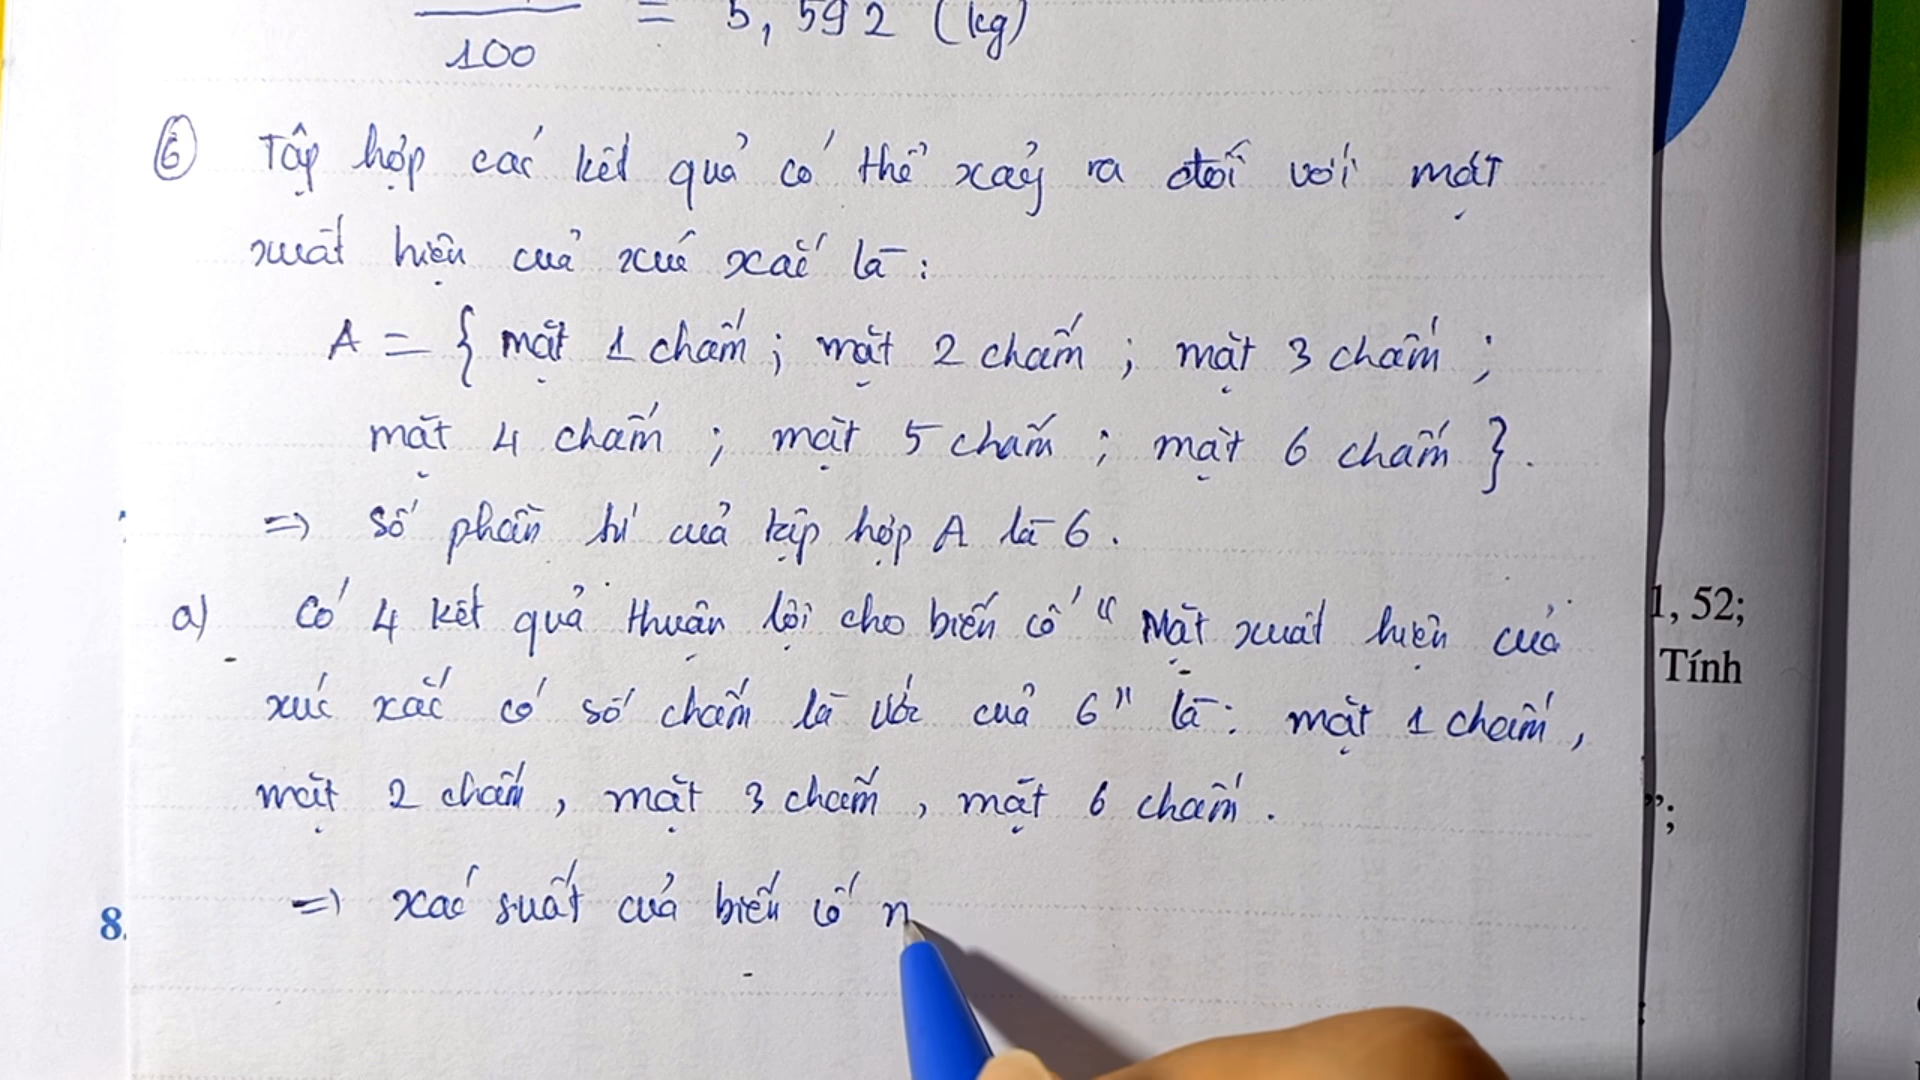 100 = 5,592 (kg)
6 Tập hợp các kết quả có thể xảy ra đối với mặt
xuất hiện của xúc xắc là:
A = { mặt 1 chấm ; mặt 2 chấm ; mặt 3 chấm ;
mặt 4 chấm ; mặt 5 chấm ; mặt 6 chấm }.
=> số phần tử của tập hợp A là 6.
a) Có 4 kết quả thuận lợi cho biến cố "Mặt xuất hiện của
xúc xắc có số chấm là ước của 6" là: mặt 1 chấm,
mặt 2 chấm, mặt 3 chấm, mặt 6 chấm.
=> xác suất của biến cố n
8.
1, 52;
Tính
”;